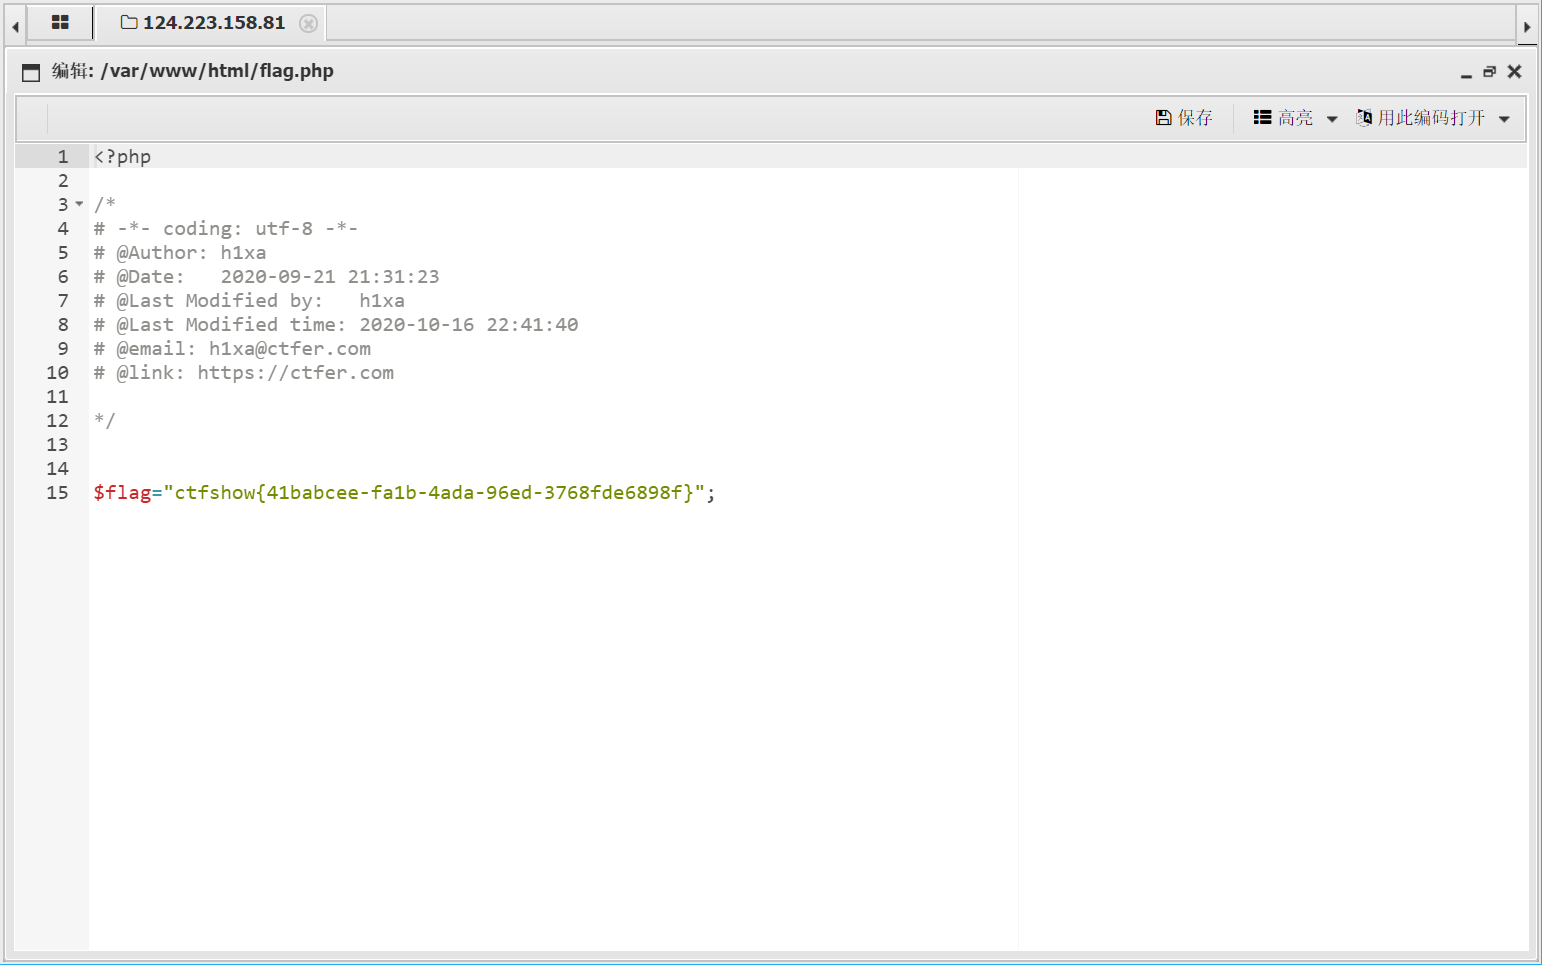 124.223.158.81
编辑: /var/www/html/flag.php
保存 高亮 用此编码打开
1 <?php
2
3 /*
4 # -*- coding: utf-8 -*-
5 # @Author: h1xa
6 # @Date:   2020-09-21 21:31:23
7 # @Last Modified by:   h1xa
8 # @Last Modified time: 2020-10-16 22:41:40
9 # @email: h1xa@ctfer.com
10 # @link: https://ctfer.com
11
12 */
13
14
15 $flag="ctfshow{41babcee-fa1b-4ada-96ed-3768fde6898f}";